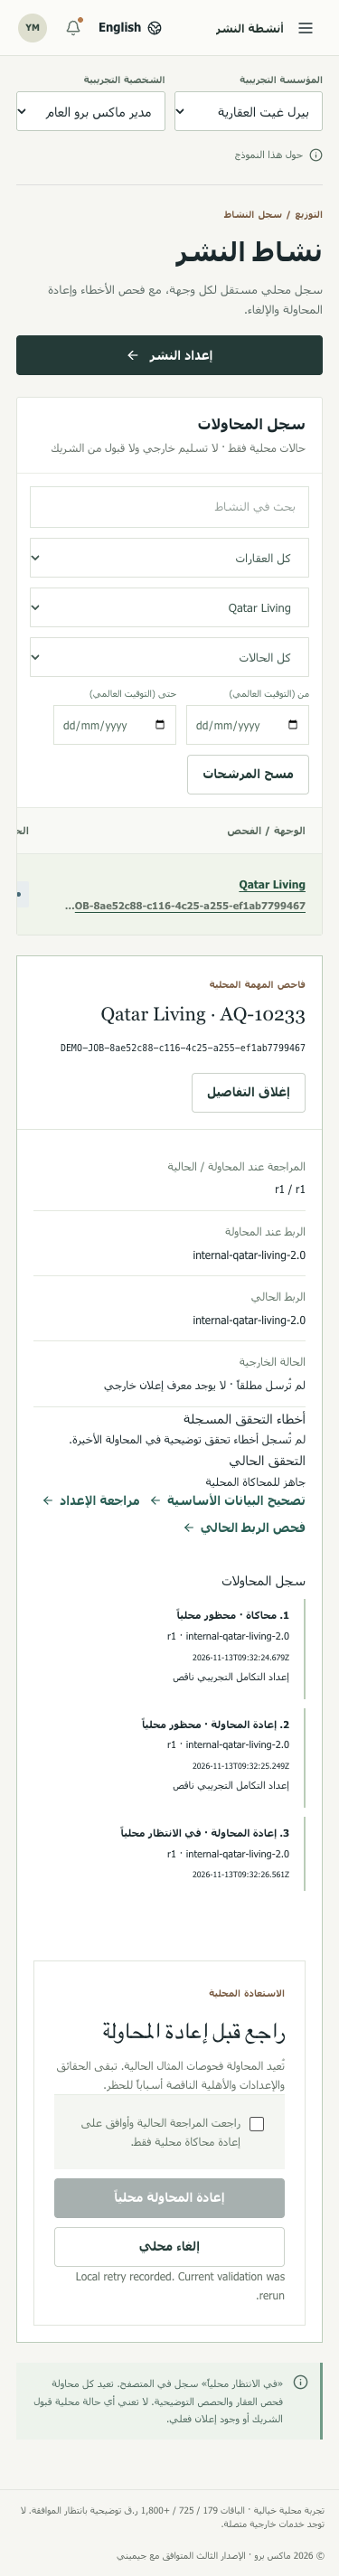 أنشطة النشر
English
YM
المؤسسة التجريبية
الشخصية التجريبية
بيرل غيت العقارية
مدير ماكس برو العام
حول هذا النموذج
التوزيع / سجل النشاط
نشاط النشر
سجل محلي مستقل لكل وجهة، مع فحص الأخطاء وإعادة
المحاولة والإلغاء.
إعداد النشر ←
سجل المحاولات
حالات محلية فقط · لا تسليم خارجي ولا قبول من الشريك
بحث في النشاط
كل العقارات
Qatar Living
كل الحالات
من (التوقيت العالمي)
حتى (التوقيت العالمي)
dd/mm/yyyy
dd/mm/yyyy
مسح المرشحات
الوجهة / الفحص
Qatar Living
OB-8ae52c88-c116-4c25-a255-ef1ab7799467...
فاحص المهمة المحلية
Qatar Living · AQ-10233
DEMO-JOB-8ae52c88-c116-4c25-a255-ef1ab7799467
إغلاق التفاصيل
المراجعة عند المحاولة / الحالية
r1 / r1
الربط عند المحاولة
internal-qatar-living-2.0
الربط الحالي
internal-qatar-living-2.0
الحالة الخارجية
لم تُرسل مطلقاً · لا يوجد معرف إعلان خارجي
أخطاء التحقق المسجلة
لم تُسجل أخطاء تحقق توضيحية في المحاولة الأخيرة.
التحقق الحالي
جاهز للمحاكاة المحلية
تصحيح البيانات الأساسية ← مراجعة الإعداد ←
فحص الربط الحالي ←
سجل المحاولات
1. محاكاة · محظور محلياً
r1 · internal-qatar-living-2.0
2026-11-13T09:32:24.679Z
إعداد التكامل التجريبي ناقص
2. إعادة المحاولة · محظور محلياً
r1 · internal-qatar-living-2.0
2026-11-13T09:32:25.249Z
إعداد التكامل التجريبي ناقص
3. إعادة المحاولة · في الانتظار محلياً
r1 · internal-qatar-living-2.0
2026-11-13T09:32:26.561Z
الاستعادة المحلية
راجع قبل إعادة المحاولة
تُعيد المحاولة فحوصات المثال الحالية. تبقى الحقائق
والإعدادات والأهلية الناقصة أسباباً للحظر.
راجعت المراجعة الحالية وأوافق على
إعادة محاكاة محلية فقط.
إعادة المحاولة محلياً
إلغاء محلي
Local retry recorded. Current validation was
rerun.
«في الانتظار محلياً» سجل في المتصفح. تعيد كل محاولة
فحص العقار والحصص التوضيحية. لا تعني أي حالة محلية قبول
الشريك أو وجود إعلان فعلي.
تجربة محلية خيالية · الباقات 179 / 725 / +1,800 ر.ق توضيحية بانتظار الموافقة. لا
توجد خدمات خارجية متصلة.
© 2026 ماكس برو · الإصدار الثالث المتوافق مع جيميني